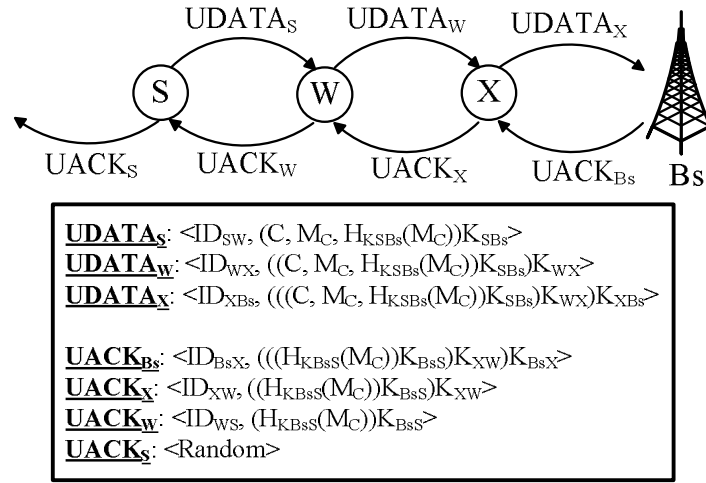 UDATAS UDATAW UDATAX
S W X
UACKS UACKW UACKX UACKBs Bs
UDATAS: <IDSW, (C, MC, HKSBs(MC))KSBs>
UDATAW: <IDWX, ((C, MC, HKSBs(MC))KSBs)KWX>
UDATAX: <IDXBs, (((C, MC, HKSBs(MC))KSBs)KWX)KXBs>
UACKBs: <IDBsX, (((HKBsS(MC))KBsS)KXW)KBsX>
UACKX: <IDXW, ((HKBsS(MC))KBsS)KXW>
UACKW: <IDWS, (HKBsS(MC))KBsS>
UACKS: <Random>